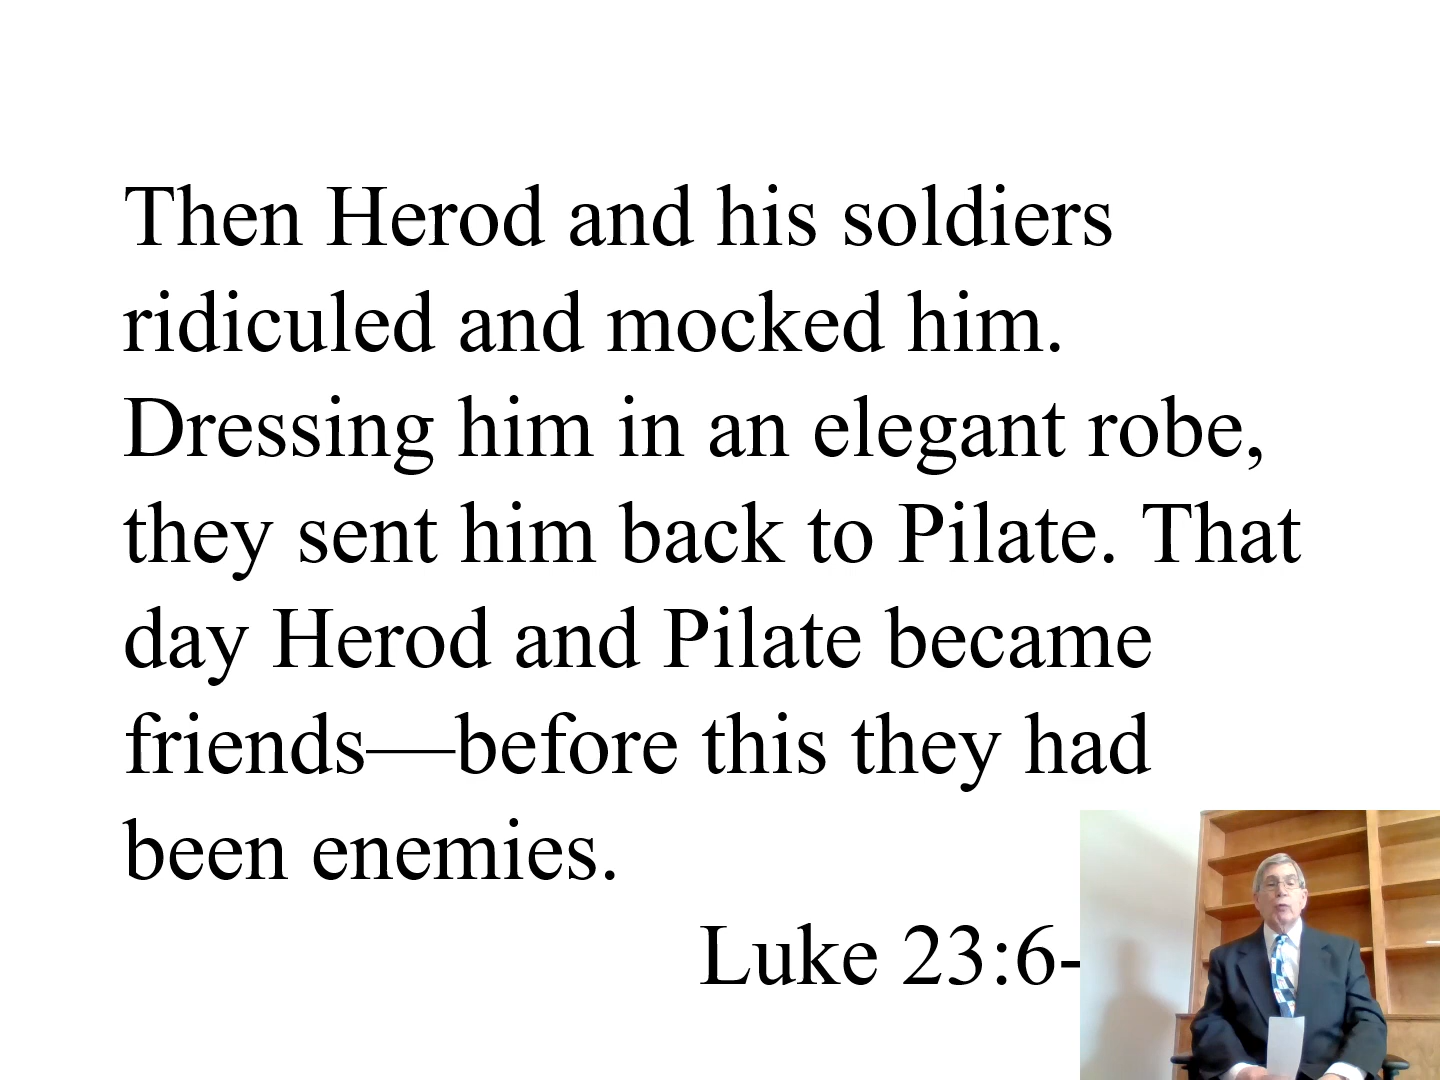 Then Herod and his soldiers
ridiculed and mocked him.
Dressing him in an elegant robe,
they sent him back to Pilate. That
day Herod and Pilate became
friends—before this they had
been enemies.
Luke 23:6-